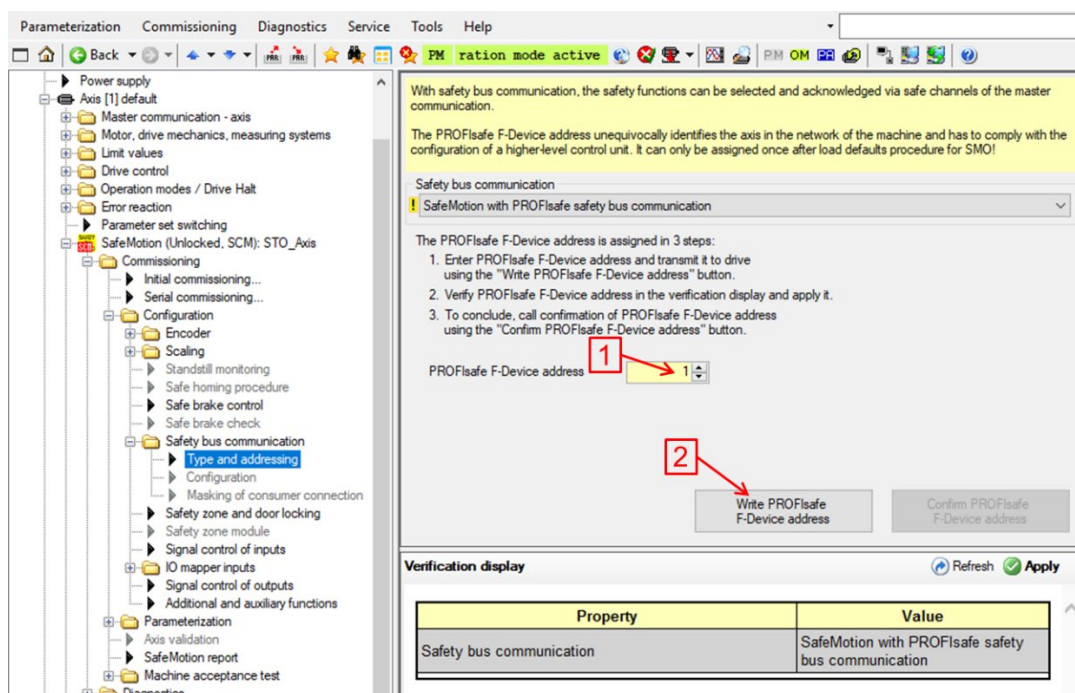 Parameterization Commissioning Diagnostics Service Tools Help
Back PRR PRR PM ration mode active PM OM
Power supply
Axis [1] default
Master communication - axis
Motor, drive mechanics, measuring systems
Limit values
Drive control
Operation modes / Drive Halt
Error reaction
Parameter set switching
SafeMotion (Unlocked, SCM): STO_Axis
Commissioning
Initial commissioning...
Serial commissioning...
Configuration
Encoder
Scaling
Standstill monitoring
Safe homing procedure
Safe brake control
Safe brake check
Safety bus communication
Type and addressing
Configuration
Masking of consumer connection
Safety zone and door locking
Safety zone module
Signal control of inputs
IO mapper inputs
Signal control of outputs
Additional and auxiliary functions
Parameterization
Axis validation
SafeMotion report
Machine acceptance test
Diagnostics
With safety bus communication, the safety functions can be selected and acknowledged via safe channels of the master
communication.
The PROFIsafe F-Device address unequivocally identifies the axis in the network of the machine and has to comply with the
configuration of a higher-level control unit. It can only be assigned once after load defaults procedure for SMO!
Safety bus communication
! SafeMotion with PROFIsafe safety bus communication
The PROFIsafe F-Device address is assigned in 3 steps:
1. Enter PROFIsafe F-Device address and transmit it to drive
using the "Write PROFIsafe F-Device address" button.
2. Verify PROFIsafe F-Device address in the verification display and apply it.
3. To conclude, call confirmation of PROFIsafe F-Device address
using the "Confirm PROFIsafe F-Device address" button.
1
PROFIsafe F-Device address 1
2
Write PROFIsafe
F-Device address
Confirm PROFIsafe
F-Device address
Verification display Refresh Apply
Property Value
Safety bus communication SafeMotion with PROFIsafe safety
bus communication